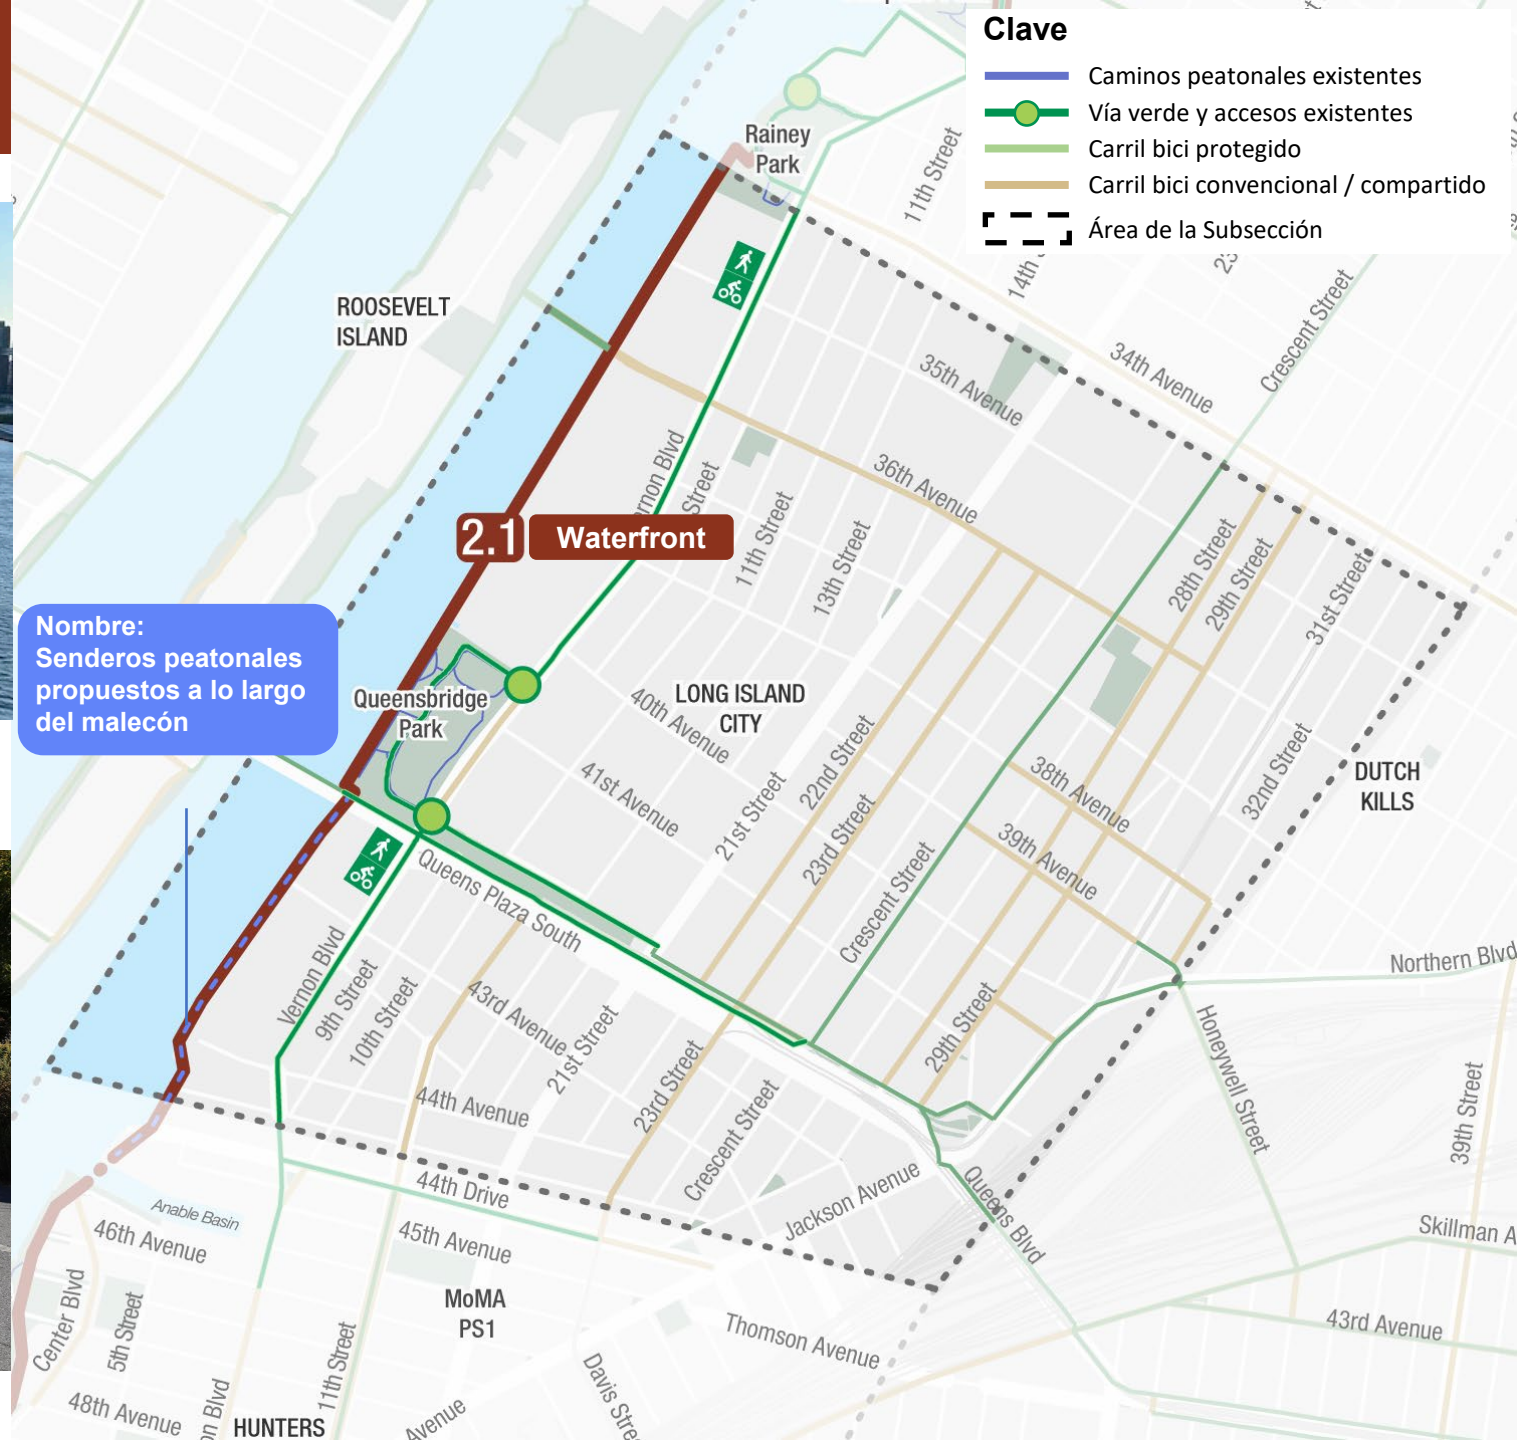 Clave
Caminos peatonales existentes
Vía verde y accesos existentes
Carril bici protegido
Carril bici convencional / compartido
Área de la Subsección
Rainey
Park
11th Street
14th
Crescent Street
ROOSEVELT
ISLAND
34th Avenue
35th Avenue
36th Avenue
Street
11th Street
13th Street
28th Street
29th Street
31st Street
2.1 Waterfront
Nombre:
Senderos peatonales
propuestos a lo largo
del malecón
Queensbridge
Park
LONG ISLAND
CITY
40th Avenue
41st Avenue
21st Street
22nd Street
23rd Street
Crescent Street
38th Avenue
39th Avenue
32nd Street
DUTCH
KILLS
Queens Plaza South
Vernon Blvd
9th Street
10th Street
43rd Avenue
21st Street
44th Avenue
23rd Street
Crescent Street
29th Street
Northern Blvd
Honeywell Street
39th Street
44th Drive
Jackson Avenue
Queens Blvd
Skillman A
Anable Basin
46th Avenue
45th Avenue
MoMA
PS1
Thomson Avenue
43rd Avenue
Center Blvd
5th Street
11th Street
Davis Stre
48th Avenue
on Blvd
HUNTERS
Avenue